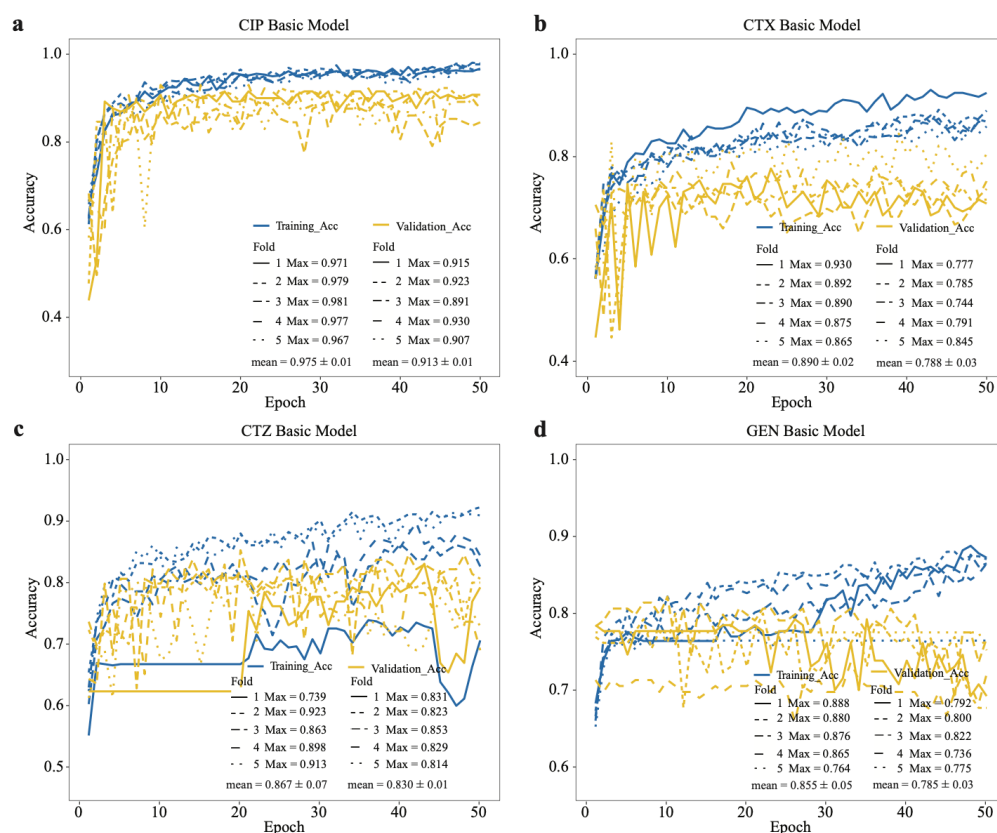 a
CIP Basic Model
1.0
0.8
0.6
0.4
Accuracy
Training_Acc Validation_Acc
Fold Fold
1 Max = 0.971 1 Max = 0.915
2 Max = 0.979 2 Max = 0.923
3 Max = 0.981 3 Max = 0.891
4 Max = 0.977 4 Max = 0.930
5 Max = 0.967 5 Max = 0.907
mean = 0.975 ± 0.01 mean = 0.913 ± 0.01
0 10 20 30 40 50
Epoch
b
CTX Basic Model
1.0
0.8
0.6
0.4
Accuracy
Training_Acc Validation_Acc
Fold Fold
1 Max = 0.930 1 Max = 0.777
2 Max = 0.892 2 Max = 0.785
3 Max = 0.890 3 Max = 0.744
4 Max = 0.875 4 Max = 0.791
5 Max = 0.865 5 Max = 0.845
mean = 0.890 ± 0.02 mean = 0.788 ± 0.03
0 10 20 30 40 50
Epoch
c
CTZ Basic Model
1.0
0.9
0.8
0.7
0.6
0.5
Accuracy
Training_Acc Validation_Acc
Fold Fold
1 Max = 0.739 1 Max = 0.831
2 Max = 0.923 2 Max = 0.823
3 Max = 0.863 3 Max = 0.853
4 Max = 0.898 4 Max = 0.829
5 Max = 0.913 5 Max = 0.814
mean = 0.867 ± 0.07 mean = 0.830 ± 0.01
0 10 20 30 40 50
Epoch
d
GEN Basic Model
1.0
0.9
0.8
0.7
0.6
Accuracy
Training_Acc Validation_Acc
Fold Fold
1 Max = 0.888 1 Max = 0.792
2 Max = 0.880 2 Max = 0.800
3 Max = 0.876 3 Max = 0.822
4 Max = 0.865 4 Max = 0.736
5 Max = 0.764 5 Max = 0.775
mean = 0.855 ± 0.05 mean = 0.785 ± 0.03
0 10 20 30 40 50
Epoch